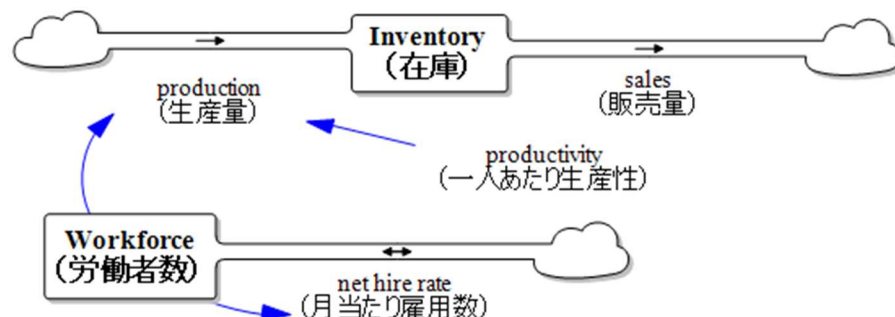 Inventory
(在庫)
production
(生産量)
sales
(販売量)
productivity
(一人あたり生産性)
Workforce
(労働者数)
net hire rate
(月当たり雇用数)